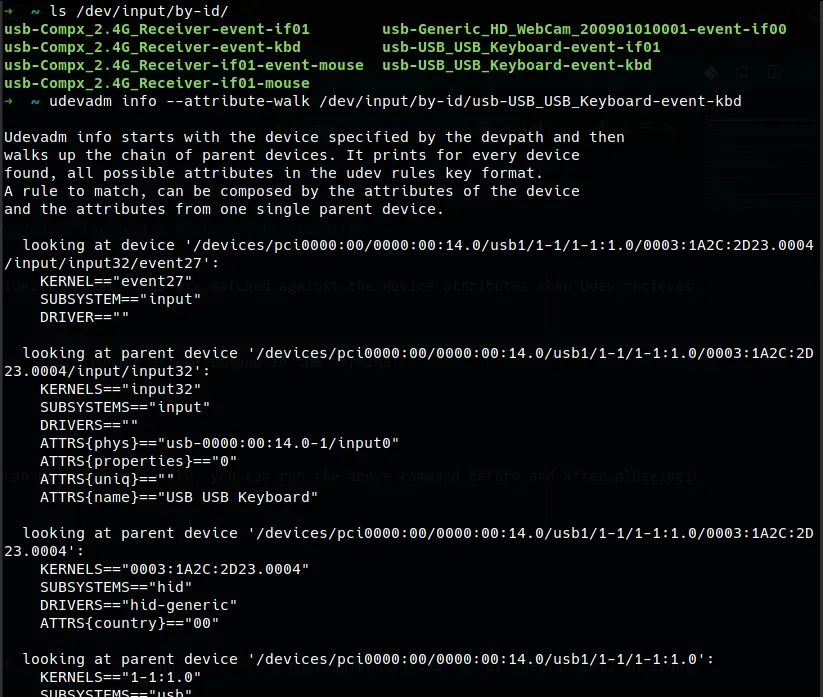 → ~ ls /dev/input/by-id/
usb-Compx_2.4G_Receiver-event-if01 usb-Generic_HD_WebCam_200901010001-event-if00
usb-Compx_2.4G_Receiver-event-kbd usb-USB_USB_Keyboard-event-if01
usb-Compx_2.4G_Receiver-if01-event-mouse usb-USB_USB_Keyboard-event-kbd
usb-Compx_2.4G_Receiver-if01-mouse
→ ~ udevadm info --attribute-walk /dev/input/by-id/usb-USB_USB_Keyboard-event-kbd
Udevadm info starts with the device specified by the devpath and then
walks up the chain of parent devices. It prints for every device
found, all possible attributes in the udev rules key format.
A rule to match, can be composed by the attributes of the device
and the attributes from one single parent device.
looking at device '/devices/pci0000:00/0000:00:14.0/usb1/1-1/1-1:1.0/0003:1A2C:2D23.0004
/input/input32/event27':
KERNEL=="event27"
SUBSYSTEM=="input"
DRIVER==""
looking at parent device '/devices/pci0000:00/0000:00:14.0/usb1/1-1/1-1:1.0/0003:1A2C:2D
23.0004/input/input32':
KERNELS=="input32"
SUBSYSTEMS=="input"
DRIVERS==""
ATTRS{phys}=="usb-0000:00:14.0-1/input0"
ATTRS{properties}=="0"
ATTRS{uniq}==""
ATTRS{name}=="USB USB Keyboard"
looking at parent device '/devices/pci0000:00/0000:00:14.0/usb1/1-1/1-1:1.0/0003:1A2C:2D
23.0004':
KERNELS=="0003:1A2C:2D23.0004"
SUBSYSTEMS=="hid"
DRIVERS=="hid-generic"
ATTRS{country}=="00"
looking at parent device '/devices/pci0000:00/0000:00:14.0/usb1/1-1/1-1:1.0':
KERNELS=="1-1:1.0"
SUBSYSTEMS=="usb"